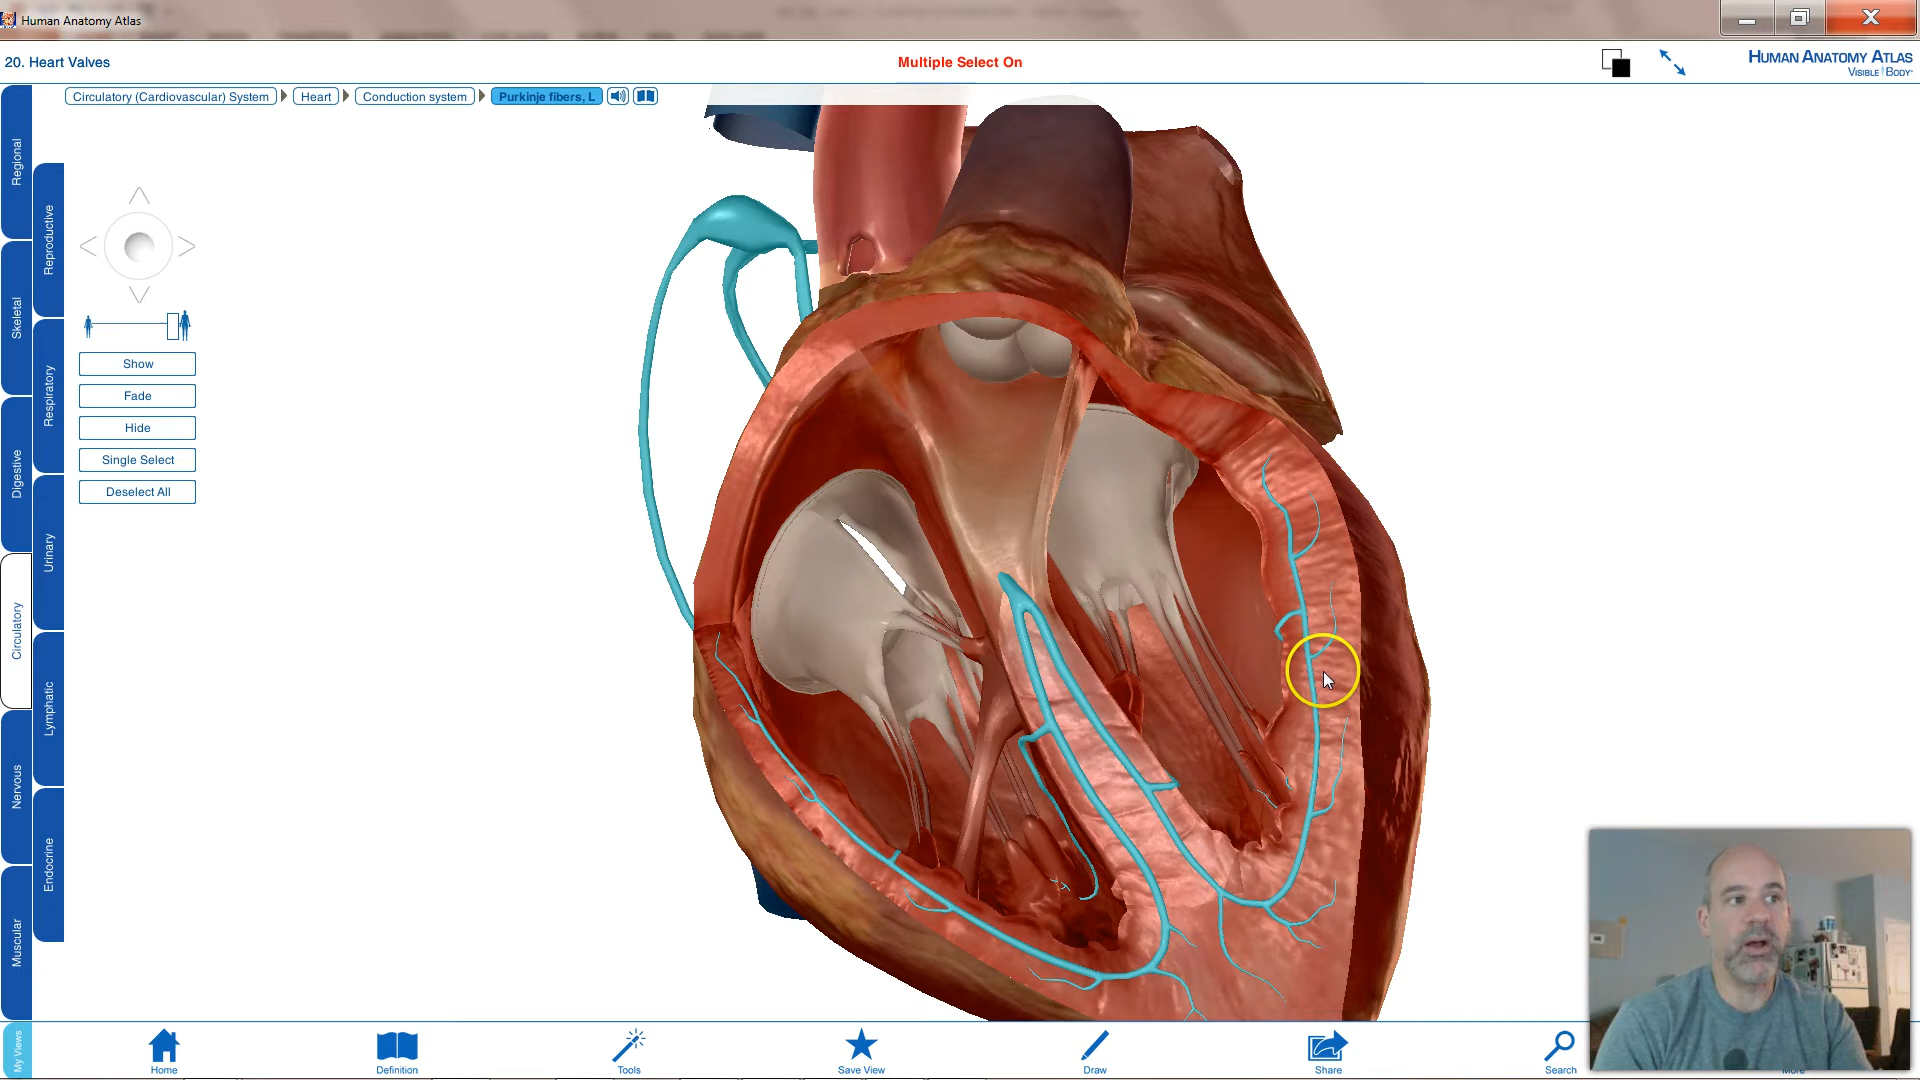 Human Anatomy Atlas
20. Heart Valves
Multiple Select On
HUMAN ANATOMY ATLAS
VISIBLE BODY
Circulatory (Cardiovascular) System
Heart
Conduction system
Purkinje fibers, L
Regional
Skeletal
Digestive
Circulatory
Nervous
Muscular
My Views
Reproductive
Respiratory
Urinary
Lymphatic
Endocrine
Show
Fade
Hide
Single Select
Deselect All
Home
Definition
Tools
Save View
Draw
Share
Search
More